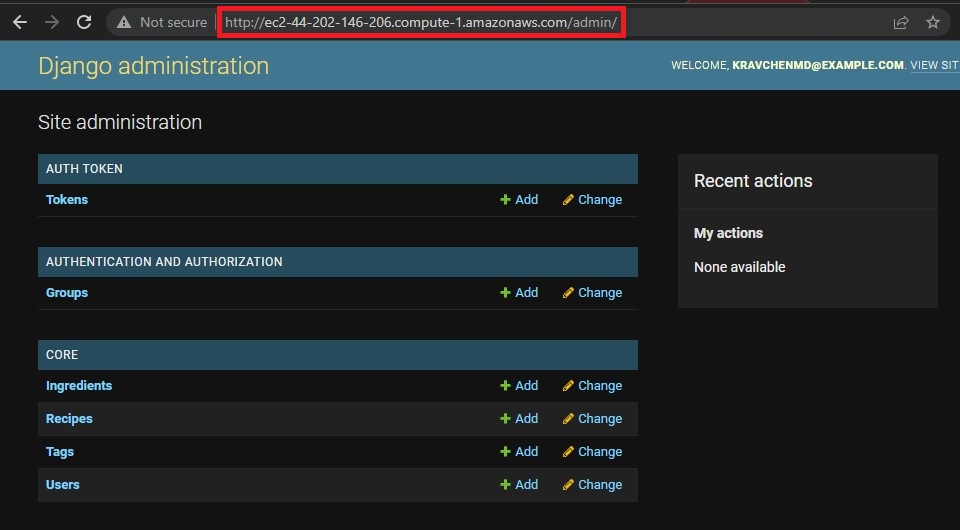 Not secure http://ec2-44-202-146-206.compute-1.amazonaws.com/admin/
Django administration
WELCOME, KRAVCHENMD@EXAMPLE.COM. VIEW SIT
Site administration
AUTH TOKEN
Tokens Add Change
AUTHENTICATION AND AUTHORIZATION
Groups Add Change
CORE
Ingredients Add Change
Recipes Add Change
Tags Add Change
Users Add Change
Recent actions
My actions
None available